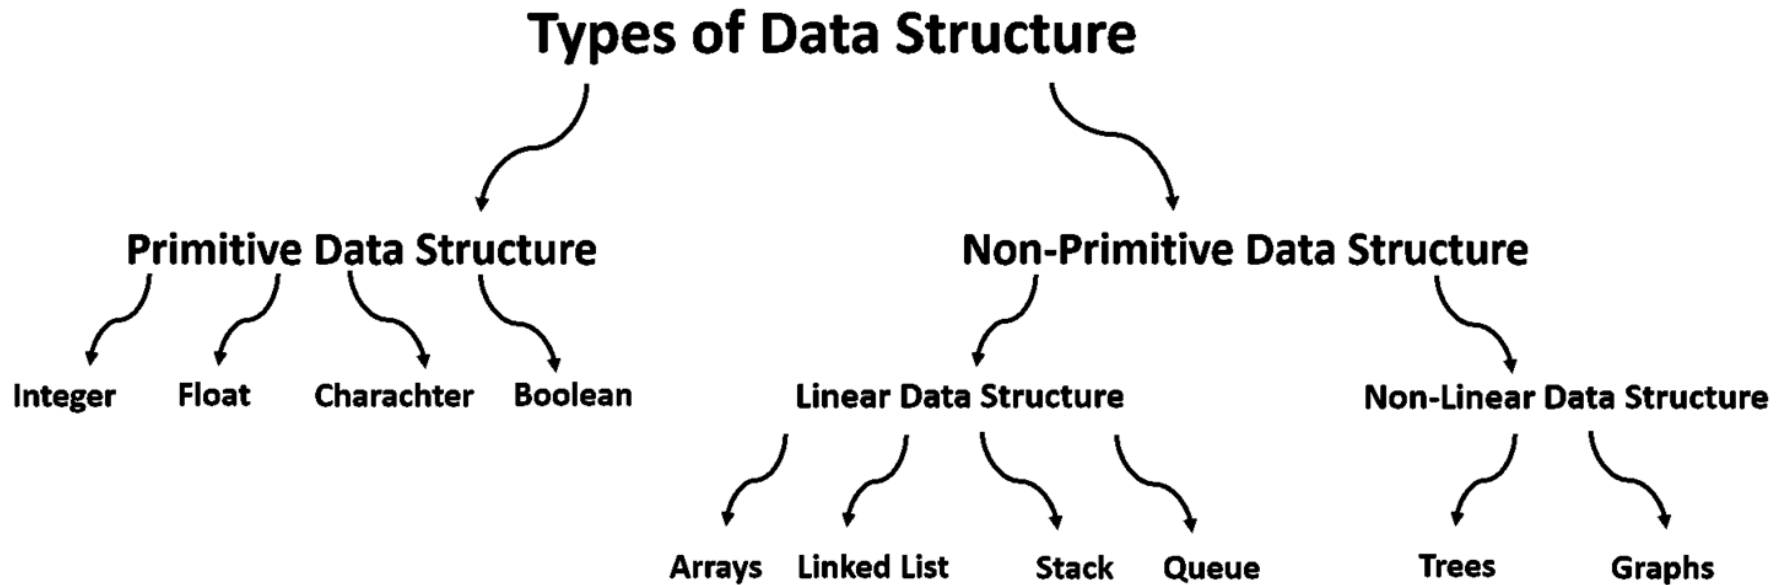 Types of Data Structure
Primitive Data Structure
Non-Primitive Data Structure
Integer
Float
Charachter
Boolean
Linear Data Structure
Non-Linear Data Structure
Arrays
Linked List
Stack
Queue
Trees
Graphs